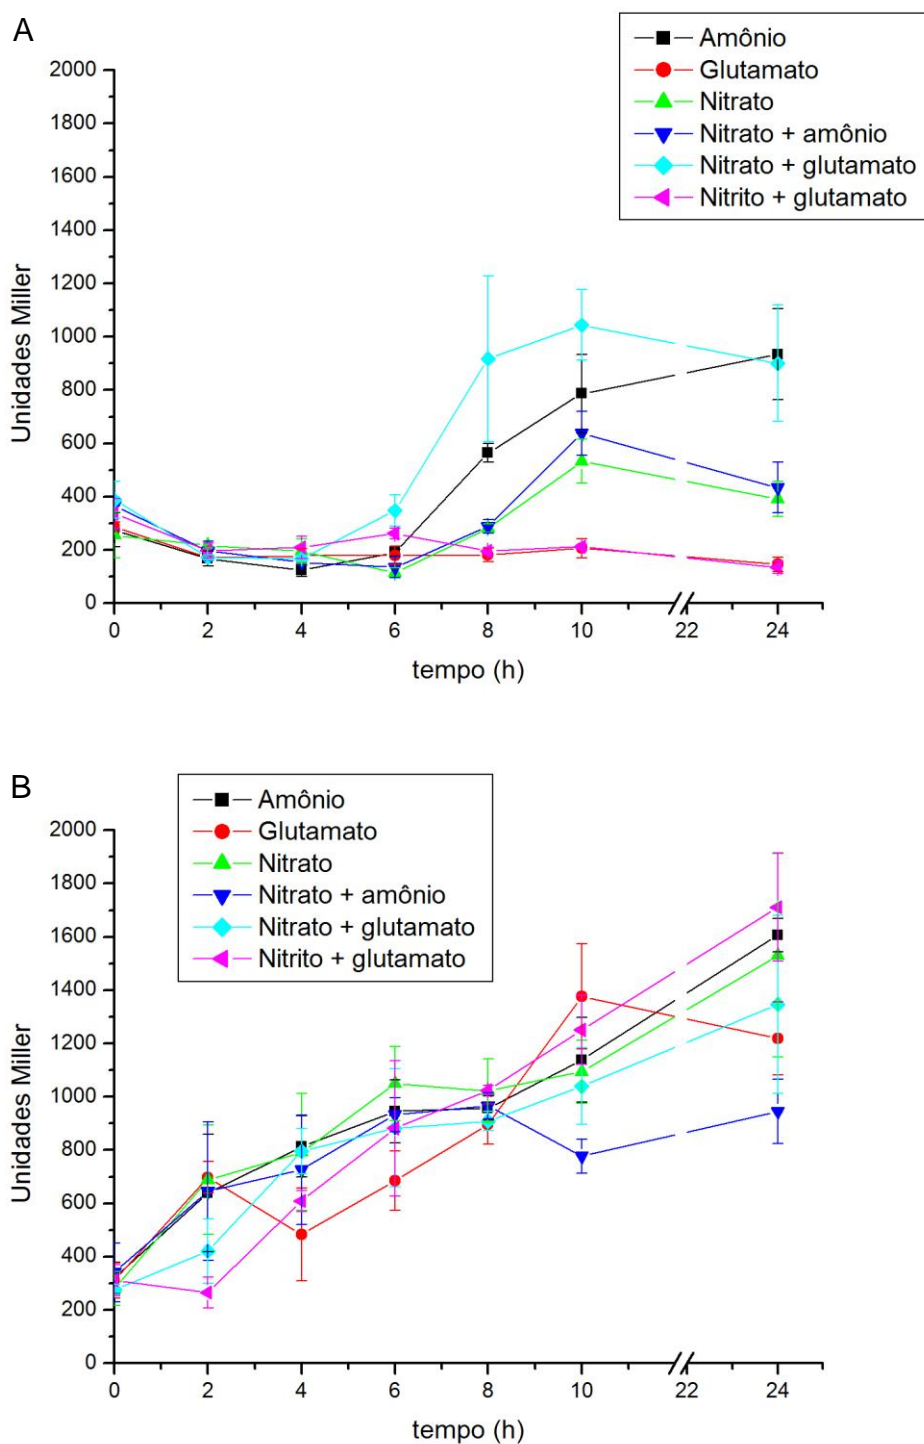 A
Amônio
Glutamato
Nitrato
Nitrato + amônio
Nitrato + glutamato
Nitrito + glutamato
2000
1800
1600
1400
1200
1000
800
600
400
200
0
Unidades Miller
0 2 4 6 8 10 22 24
tempo (h)
B
Amônio
Glutamato
Nitrato
Nitrato + amônio
Nitrato + glutamato
Nitrito + glutamato
2000
1800
1600
1400
1200
1000
800
600
400
200
0
Unidades Miller
0 2 4 6 8 10 22 24
tempo (h)